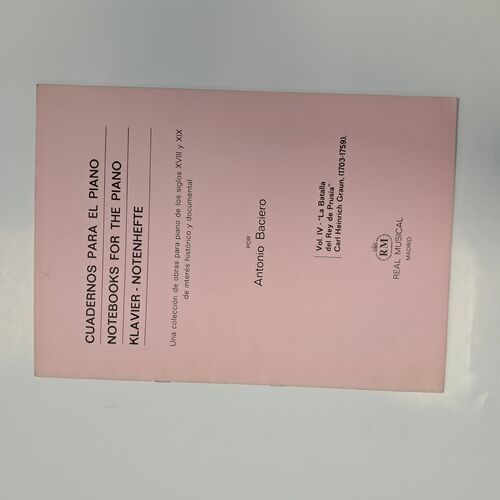 CUADERNOS PARA EL PIANO
NOTEBOOKS FOR THE PIANO
KLAVIER - NOTENHEFTE
Una colección de obras para piano de los siglos XVIII y XIX
de interés histórico y documental
POR
Antonio Baciero
Vol. IV - "La Batalla
del Rey de Prusia"
Carl Heinrich Graun, (1703-1759).
RM
REAL MUSICAL
MADRID